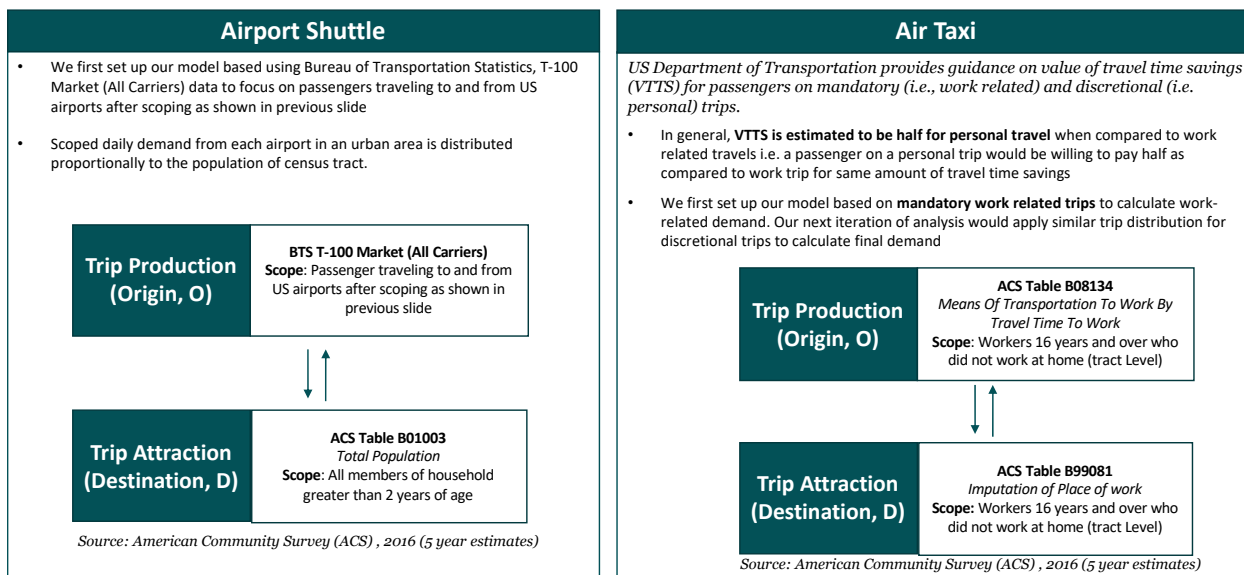 Airport Shuttle
• We first set up our model based using Bureau of Transportation Statistics, T-100
Market (All Carriers) data to focus on passengers traveling to and from US
airports after scoping as shown in previous slide
• Scoped daily demand from each airport in an urban area is distributed
proportionally to the population of census tract.
Trip Production
(Origin, O)
BTS T-100 Market (All Carriers)
Scope: Passenger traveling to and from
US airports after scoping as shown in
previous slide
Trip Attraction
(Destination, D)
ACS Table B01003
Total Population
Scope: All members of household
greater than 2 years of age
Source: American Community Survey (ACS) , 2016 (5 year estimates)
Air Taxi
US Department of Transportation provides guidance on value of travel time savings
(VTTS) for passengers on mandatory (i.e., work related) and discretional (i.e.
personal) trips.
• In general, VTTS is estimated to be half for personal travel when compared to work
related travels i.e. a passenger on a personal trip would be willing to pay half as
compared to work trip for same amount of travel time savings
• We first set up our model based on mandatory work related trips to calculate work-
related demand. Our next iteration of analysis would apply similar trip distribution for
discretional trips to calculate final demand
Trip Production
(Origin, O)
ACS Table B08134
Means Of Transportation To Work By
Travel Time To Work
Scope: Workers 16 years and over who
did not work at home (tract Level)
Trip Attraction
(Destination, D)
ACS Table B99081
Imputation of Place of work
Scope: Workers 16 years and over who
did not work at home (tract Level)
Source: American Community Survey (ACS) , 2016 (5 year estimates)